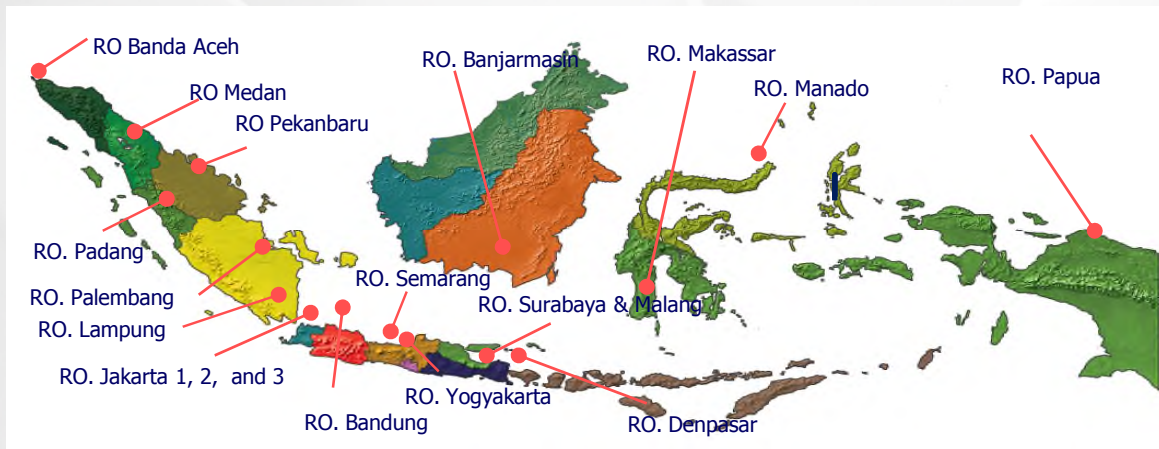 RO Banda Aceh
RO. Banjarmasin
RO. Makassar
RO. Manado
RO. Papua
RO Medan
RO Pekanbaru
RO. Padang
RO. Palembang
RO. Semarang
RO. Surabaya & Malang
RO. Lampung
RO. Jakarta 1, 2, and 3
RO. Yogyakarta
RO. Bandung
RO. Denpasar